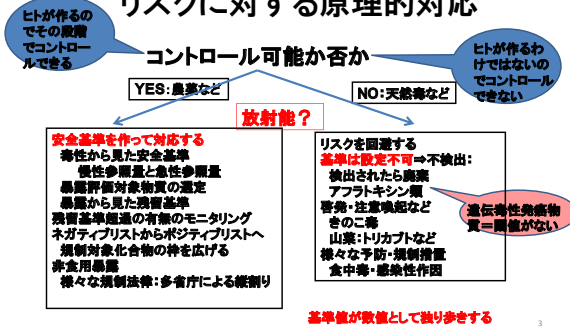 リスクに対する原理的対応
ヒトが作るの
でその段階
でコントロー
ルできる
コントロール可能か否か
ヒトが作るわ
けではないの
でコントロール
できない
YES:農薬など
NO:天然毒など
放射能？
安全基準を作って対応する
毒性から見た安全基準
慢性参照量と急性参照量
暴露評価対象物質の選定
暴露から見た残留基準
残留基準超過の有無のモニタリング
ネガティブリストからポジティブリストへ
規制対象化合物の枠を広げる
非食用暴露
様々な規制法律:多省庁による縦割り
リスクを回避する
基準は設定不可⇒不検出:
検出されたら廃棄
アフラトキシン類
啓発・注意喚起など
きのこ毒
山菜:トリカブトなど
様々な予防・規制措置
食中毒・感染性作因
遺伝毒性発癌物
質＝閾値がない
基準値が数値として独り歩きする
3